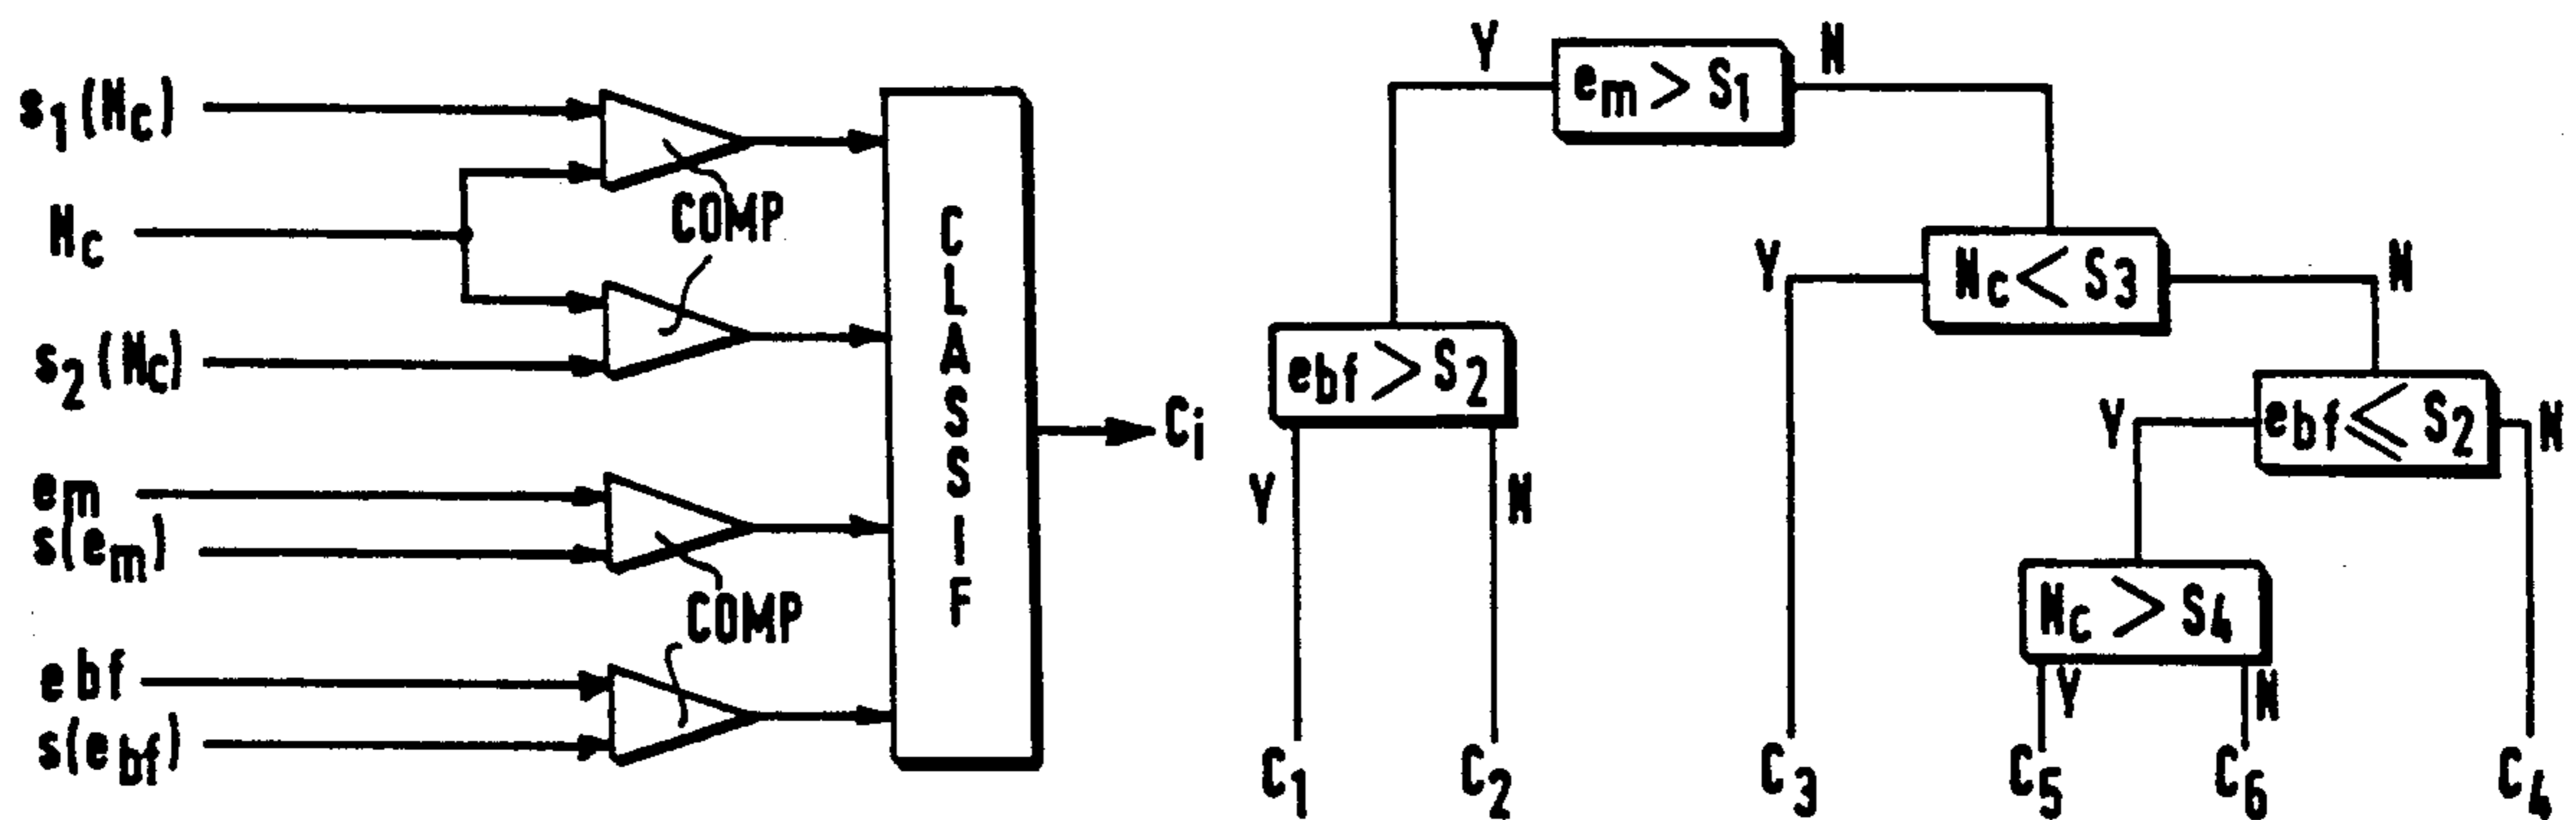 s1(Nc)
Nc
s2(Nc)
em
s(em)
ebf
s(ebf)
COMP
COMP
CLASSIF
Ci
Y
em > S1
N
Y
Nc < S3
N
ebf > S2
Y
ebf ≤ S2
N
Y
N
Nc > S4
Y
N
C1
C2
C3
C5
C6
C4